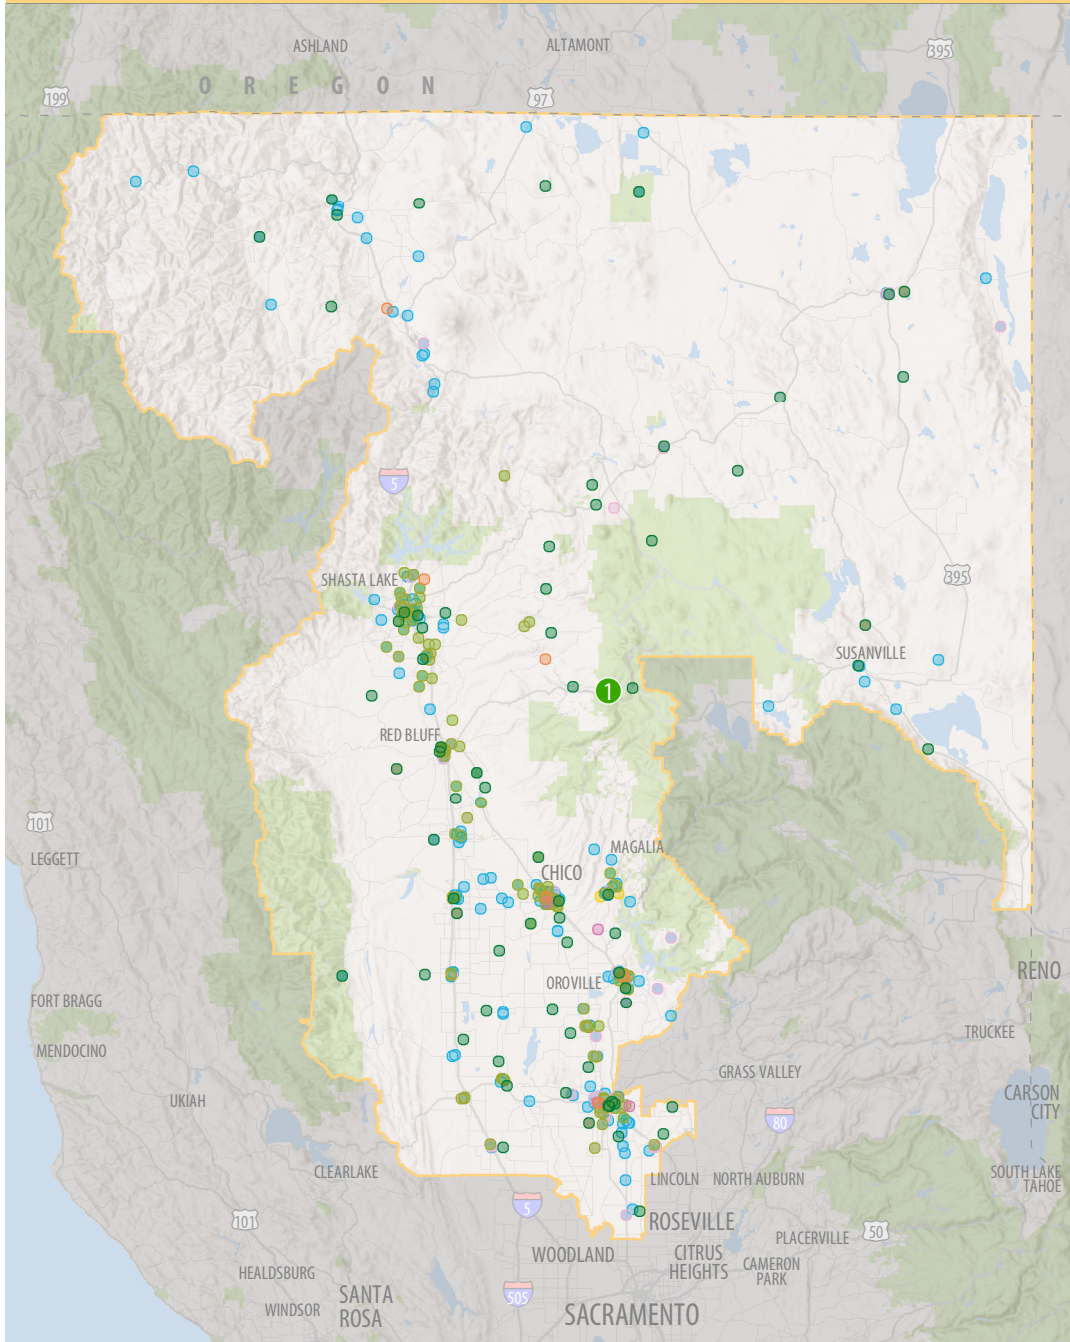 ASHLAND
ALTAMONT
395
OREGON
199
97
5
SHASTA LAKE
395
SUSANVILLE
1
RED BLUFF
101
LEGGETT
MAGALIA
CHICO
RENO
OROVILLE
FORT BRAGG
TRUCKEE
MENDOCINO
GRASS VALLEY
UKIAH
CARSON
CITY
80
CLEARLAKE
LINCOLN
NORTH AUBURN
SOUTH LAKE
TAHOE
5
101
ROSEVILLE
50
PLACERVILLE
WOODLAND
CITRUS
HEIGHTS
CAMERON
PARK
HEALDSBURG
505
SANTA
ROSA
WINDSOR
SACRAMENTO